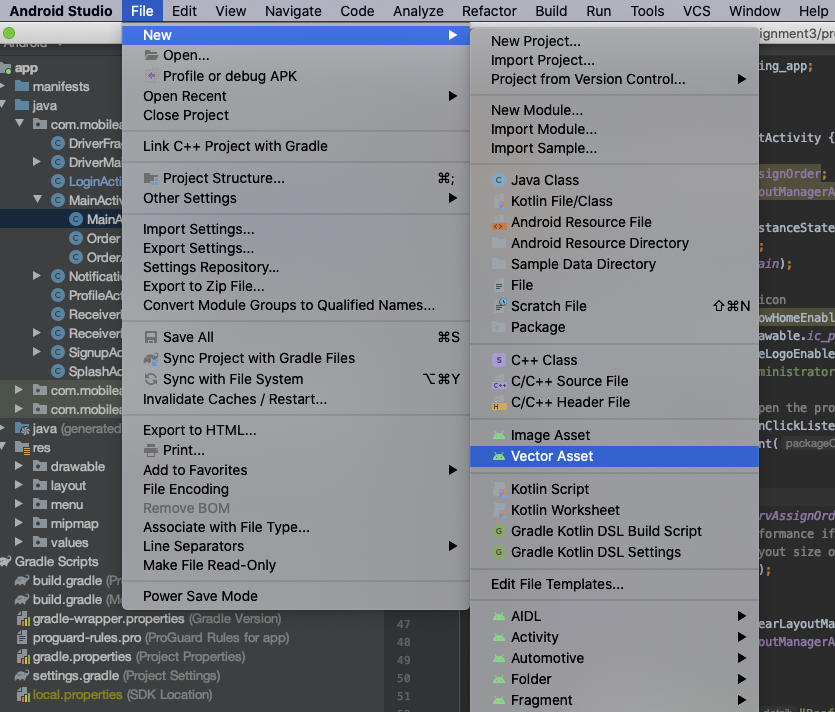 Android Studio File Edit View Navigate Code Analyze Refactor Build Run Tools VCS Window Help
ignment3/pro
Android
New
Open...
Profile or debug APK
Open Recent
Close Project
Link C++ Project with Gradle
Project Structure... ⌘;
Other Settings
Import Settings...
Export Settings...
Settings Repository...
Export to Zip File...
Convert Module Groups to Qualified Names...
Save All ⌘S
Sync Project with Gradle Files
Sync with File System ⌥⌘Y
Invalidate Caches / Restart...
Export to HTML...
Print...
Add to Favorites
File Encoding
Remove BOM
Associate with File Type...
Line Separators
Make File Read-Only
Power Save Mode
New Project...
Import Project...
Project from Version Control...
New Module...
Import Module...
Import Sample...
Java Class
Kotlin File/Class
Android Resource File
Android Resource Directory
Sample Data Directory
File
Scratch File ⇧⌘N
Package
C++ Class
C/C++ Source File
C/C++ Header File
Image Asset
Vector Asset
Kotlin Script
Kotlin Worksheet
Gradle Kotlin DSL Build Script
Gradle Kotlin DSL Settings
Edit File Templates...
AIDL
Activity
Automotive
Folder
Fragment
app
manifests
java
com.mobilea
DriverFra
DriverMa
LoginActi
MainActiv
MainA
Order
OrderA
Notificatio
ProfileAct
Receiver
ReceiverI
SignupAc
SplashAc
com.mobilea
com.mobilea
java (generated)
res
drawable
layout
menu
mipmap
values
Gradle Scripts
build.gradle (Pr
build.gradle (Mo
gradle-wrapper.properties (Gradle Version)
proguard-rules.pro (ProGuard Rules for app)
gradle.properties (Project Properties)
settings.gradle (Project Settings)
local.properties (SDK Location)
47
48
49
50
51
ing_app;
tActivity {
signOrder;
outManagerA
stanceState
;
ain);
icon
owHomeEnabl
awable.ic_p
eLogoEnable
ministrator
pen the pro
nClickListe
nt( packageC
rvAssignOrd
formance if
yout size o
);
earLayoutMa
outManagerA